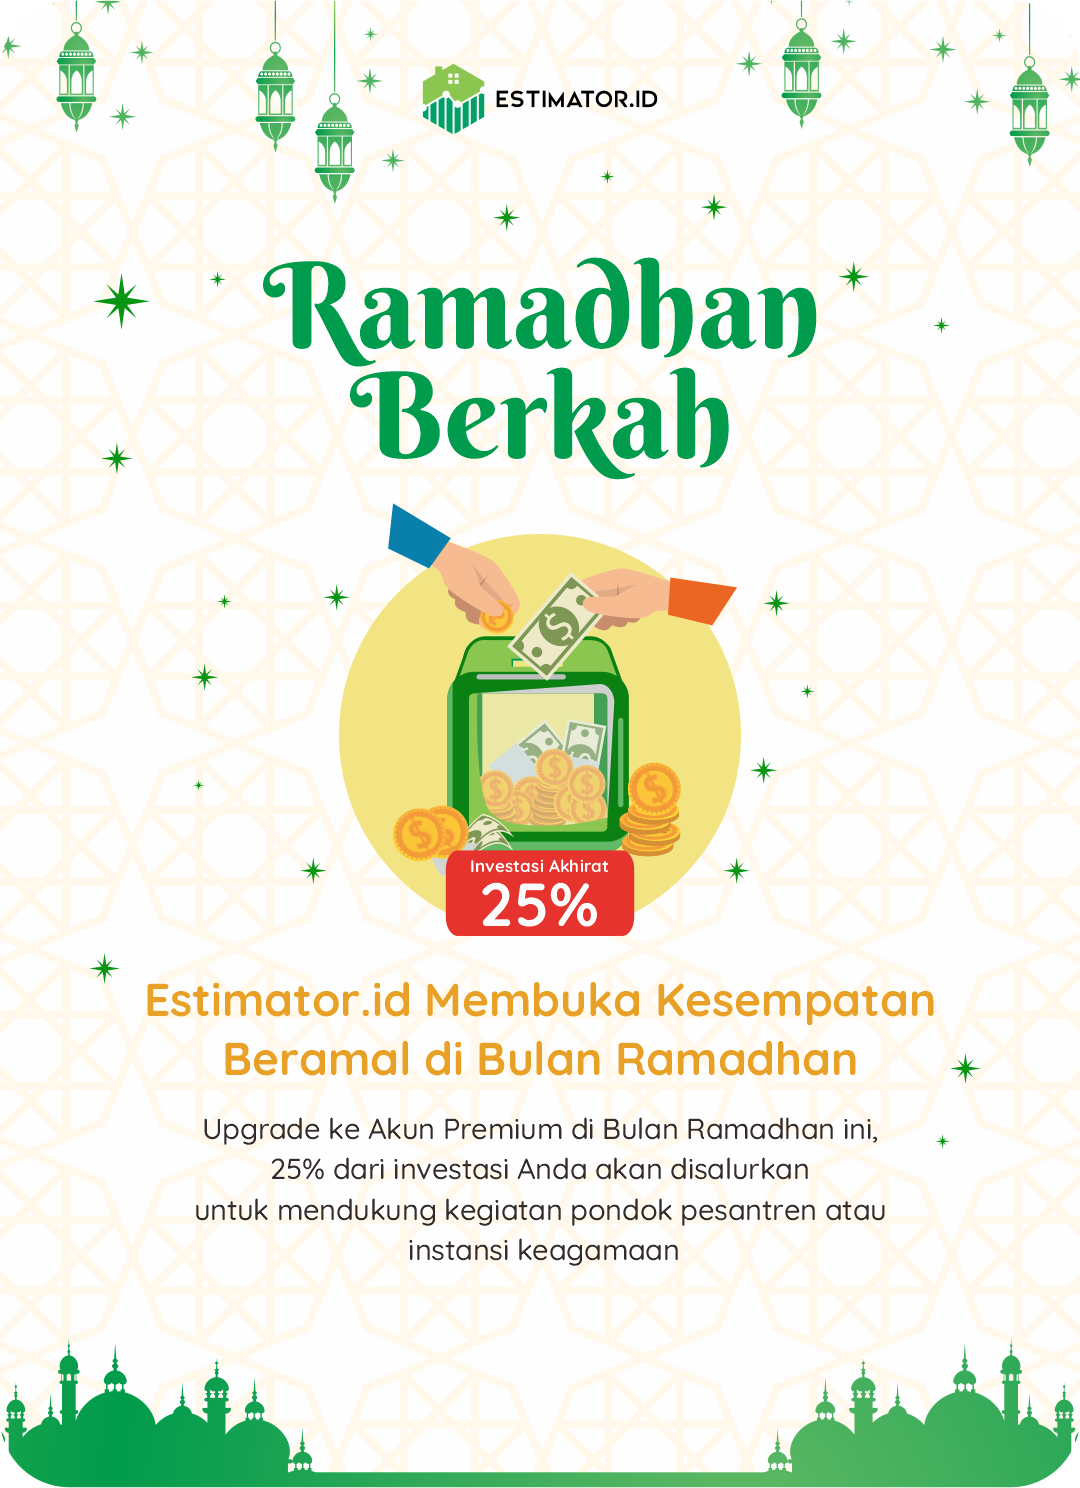 ESTIMATOR.ID
Ramadhan
Berkah
Investasi Akhirat
25%
Estimator.id Membuka Kesempatan
Beramal di Bulan Ramadhan
Upgrade ke Akun Premium di Bulan Ramadhan ini,
25% dari investasi Anda akan disalurkan
untuk mendukung kegiatan pondok pesantren atau
instansi keagamaan